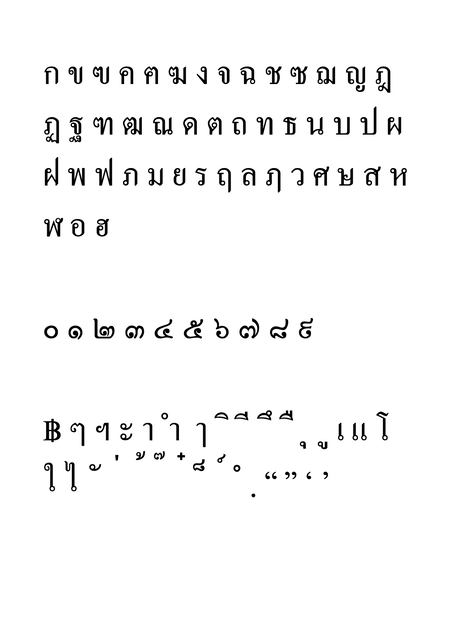 ก ข ฃ ค ฅ ฆ ง จ ฉ ช ซ ฌ ญ ฎ
ฏ ฐ ฑ ฒ ณ ด ต ถ ท ธ น บ ป ผ
ฝ พ ฟ ภ ม ย ร ฤ ล ฦ ว ศ ษ ส ห
ฬ อ ฮ
๐ ๑ ๒ ๓ ๔ ๕ ๖ ๗ ๘ ๙
฿ ๆ ฯ ะ า ำ ๅ ิ ี ึ ื ุ ู เ แ โ
ใ ไ ั ่ ้ ๊ ๋ ็ ์ ํ ฺ “ ” ‘ ’